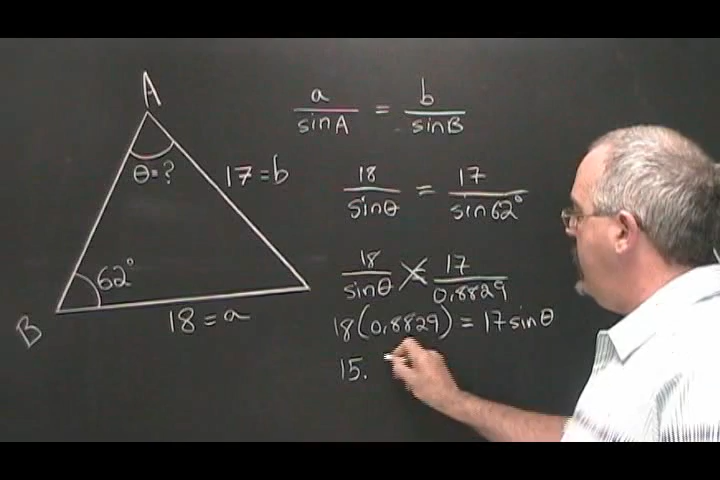 A
θ = ?
17 = b
62°
B
18 = a
a/sinA = b/sinB
18/sinθ = 17/sin62°
18/sinθ = 17/0.8829
18(0.8829) = 17sinθ
15.